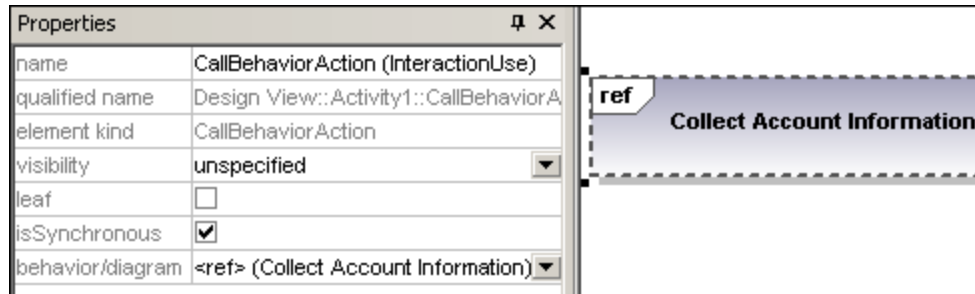 Properties
name CallBehaviorAction (InteractionUse)
qualified name Design View::Activity1::CallBehaviorA
element kind CallBehaviorAction
visibility unspecified
leaf
isSynchronous
behavior/diagram <ref> (Collect Account Information)
ref
Collect Account Information